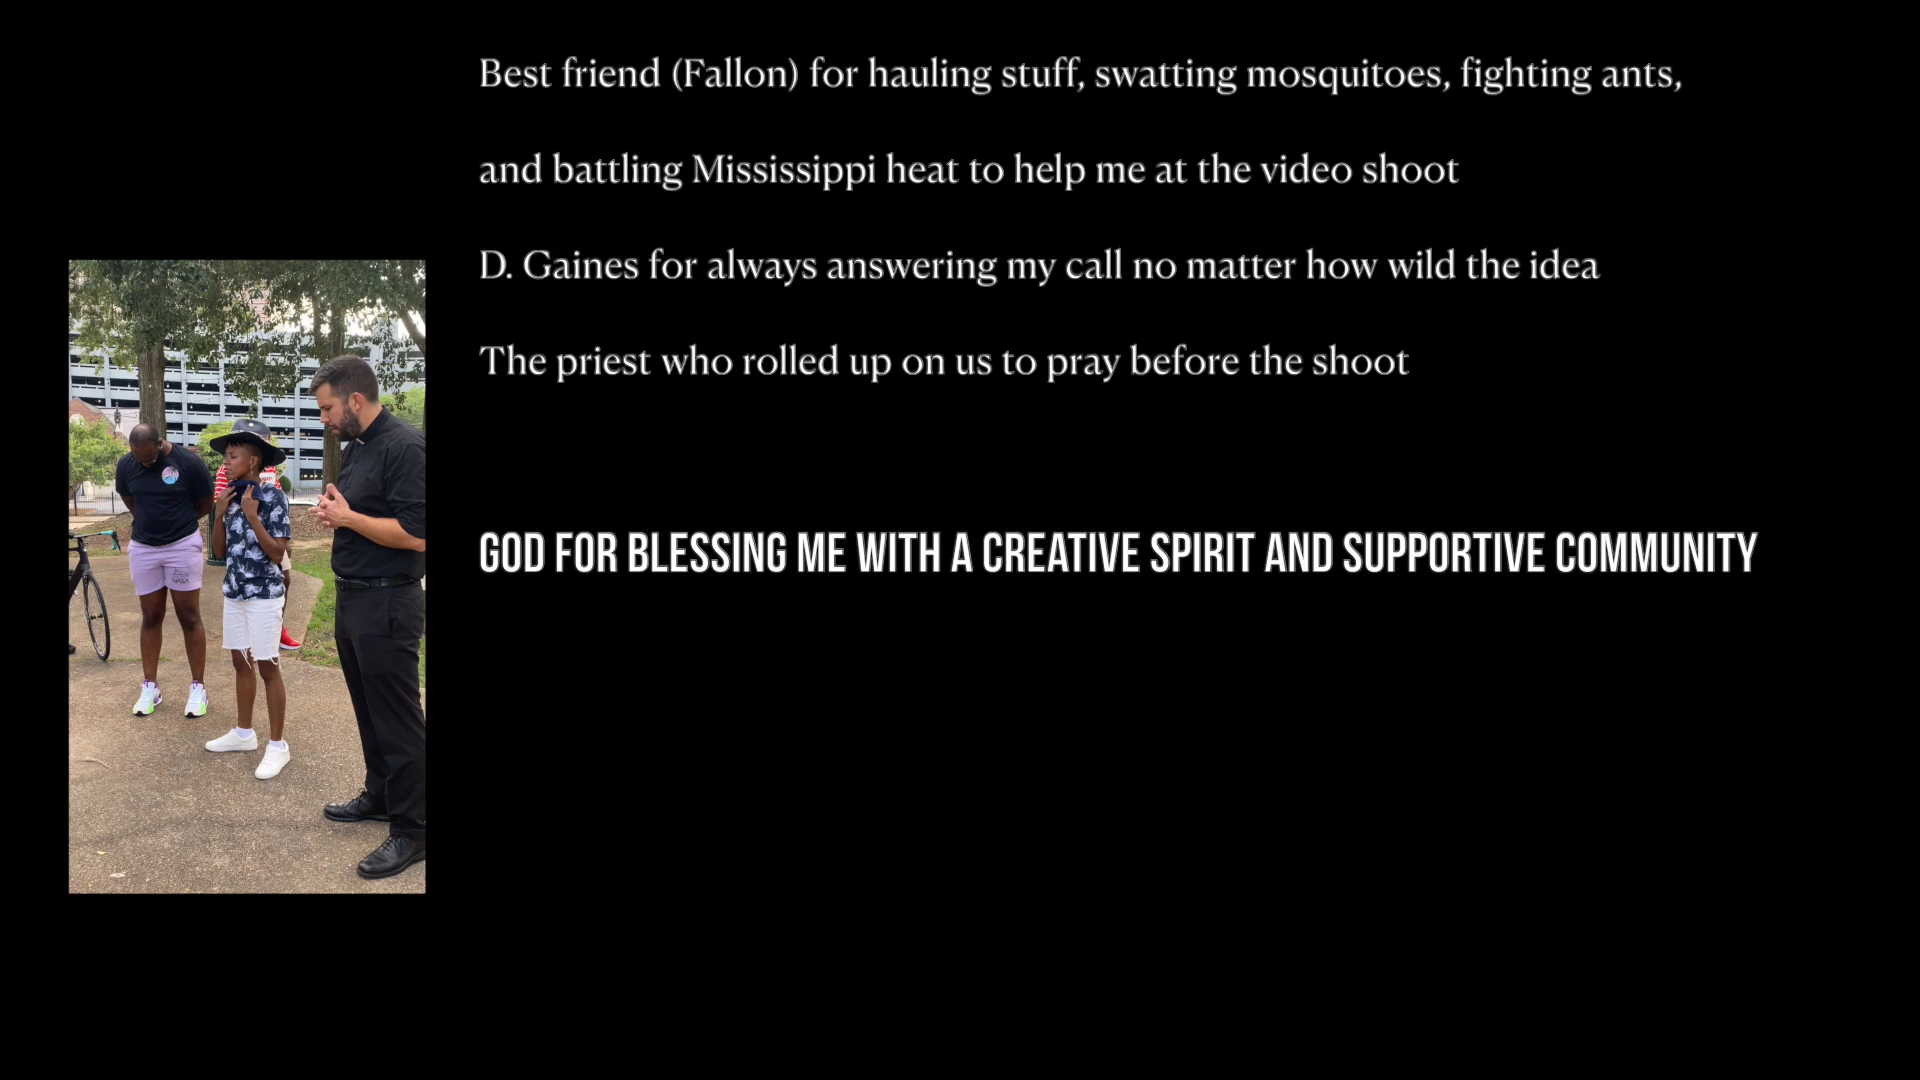 Best friend (Fallon) for hauling stuff, swatting mosquitoes, fighting ants,
and battling Mississippi heat to help me at the video shoot
D. Gaines for always answering my call no matter how wild the idea
The priest who rolled up on us to pray before the shoot
GOD FOR BLESSING ME WITH A CREATIVE SPIRIT AND SUPPORTIVE COMMUNITY